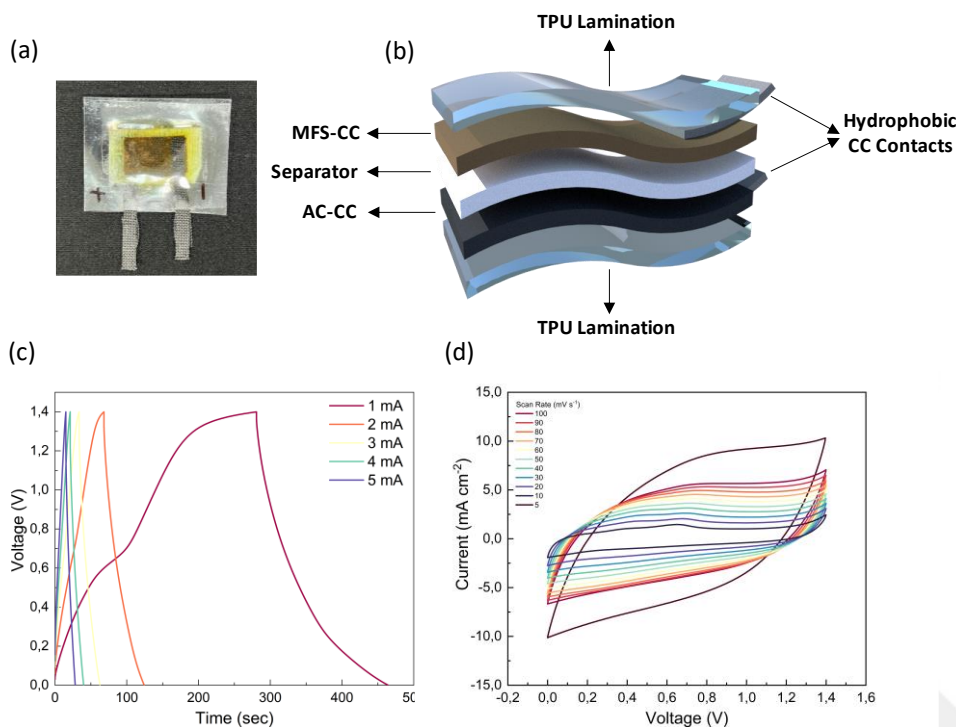 (a)
+
(b)
TPU Lamination
MFS-CC
Separator
AC-CC
Hydrophobic
CC Contacts
TPU Lamination
(c)
1,4
1,2
1,0
0,8
0,6
0,4
0,2
0,0
Voltage (V)
1 mA
2 mA
3 mA
4 mA
5 mA
0
100
200
300
400
50
Time (sec)
(d)
15,0
10,0
5,0
0,0
-5,0
-10,0
-15,0
Current (mA cm-2)
Scan Rate (mV s-1)
100
90
80
70
60
50
40
30
20
10
5
-0,2
0,0
0,2
0,4
0,6
0,8
1,0
1,2
1,4
1,6
Voltage (V)